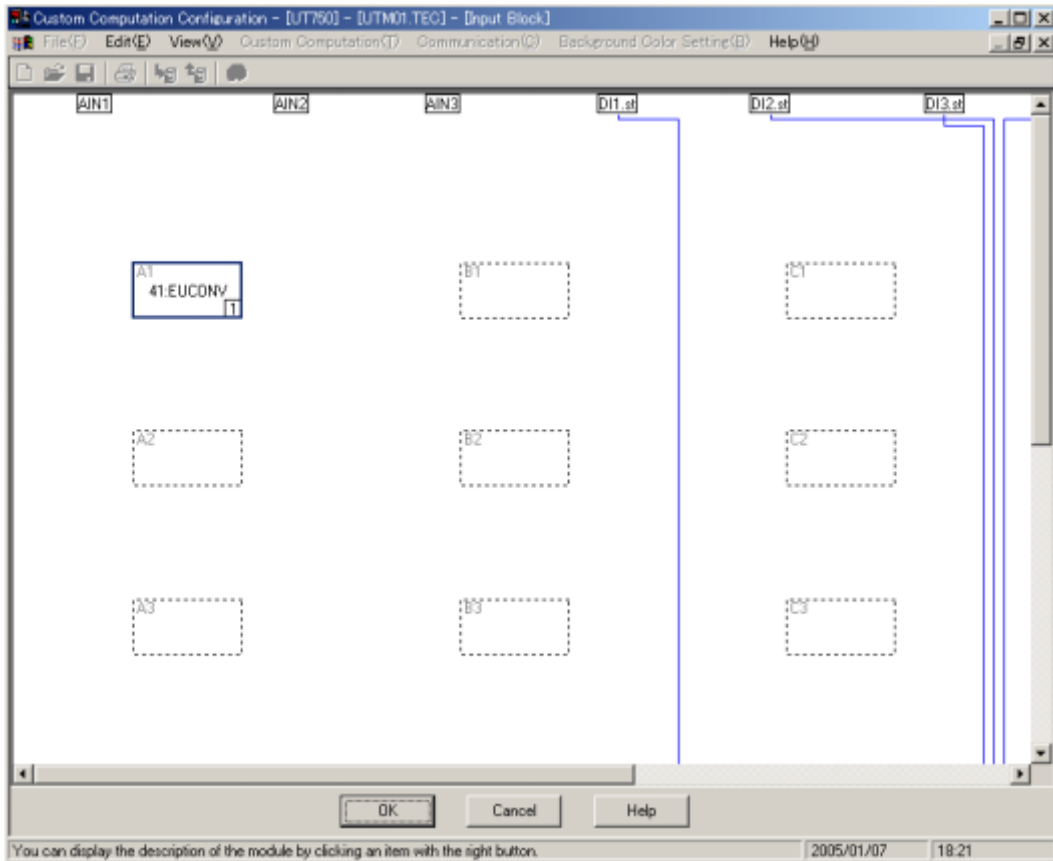 Custom Computation Configuration - [UT750] - [UTM01.TEC] - [Input Block]
File(F) Edit(E) View(V) Custom Computation(T) Communication(C) Background Color Setting(B) Help(H)
AIN1 AIN2 AIN3 DI1.st DI2.st DI3.st
A1 B1 C1
41:EUCONV
1
A2 B2 C2
A3 B3 C3
OK Cancel Help
You can display the description of the module by clicking an item with the right button. 2005/01/07 18:21